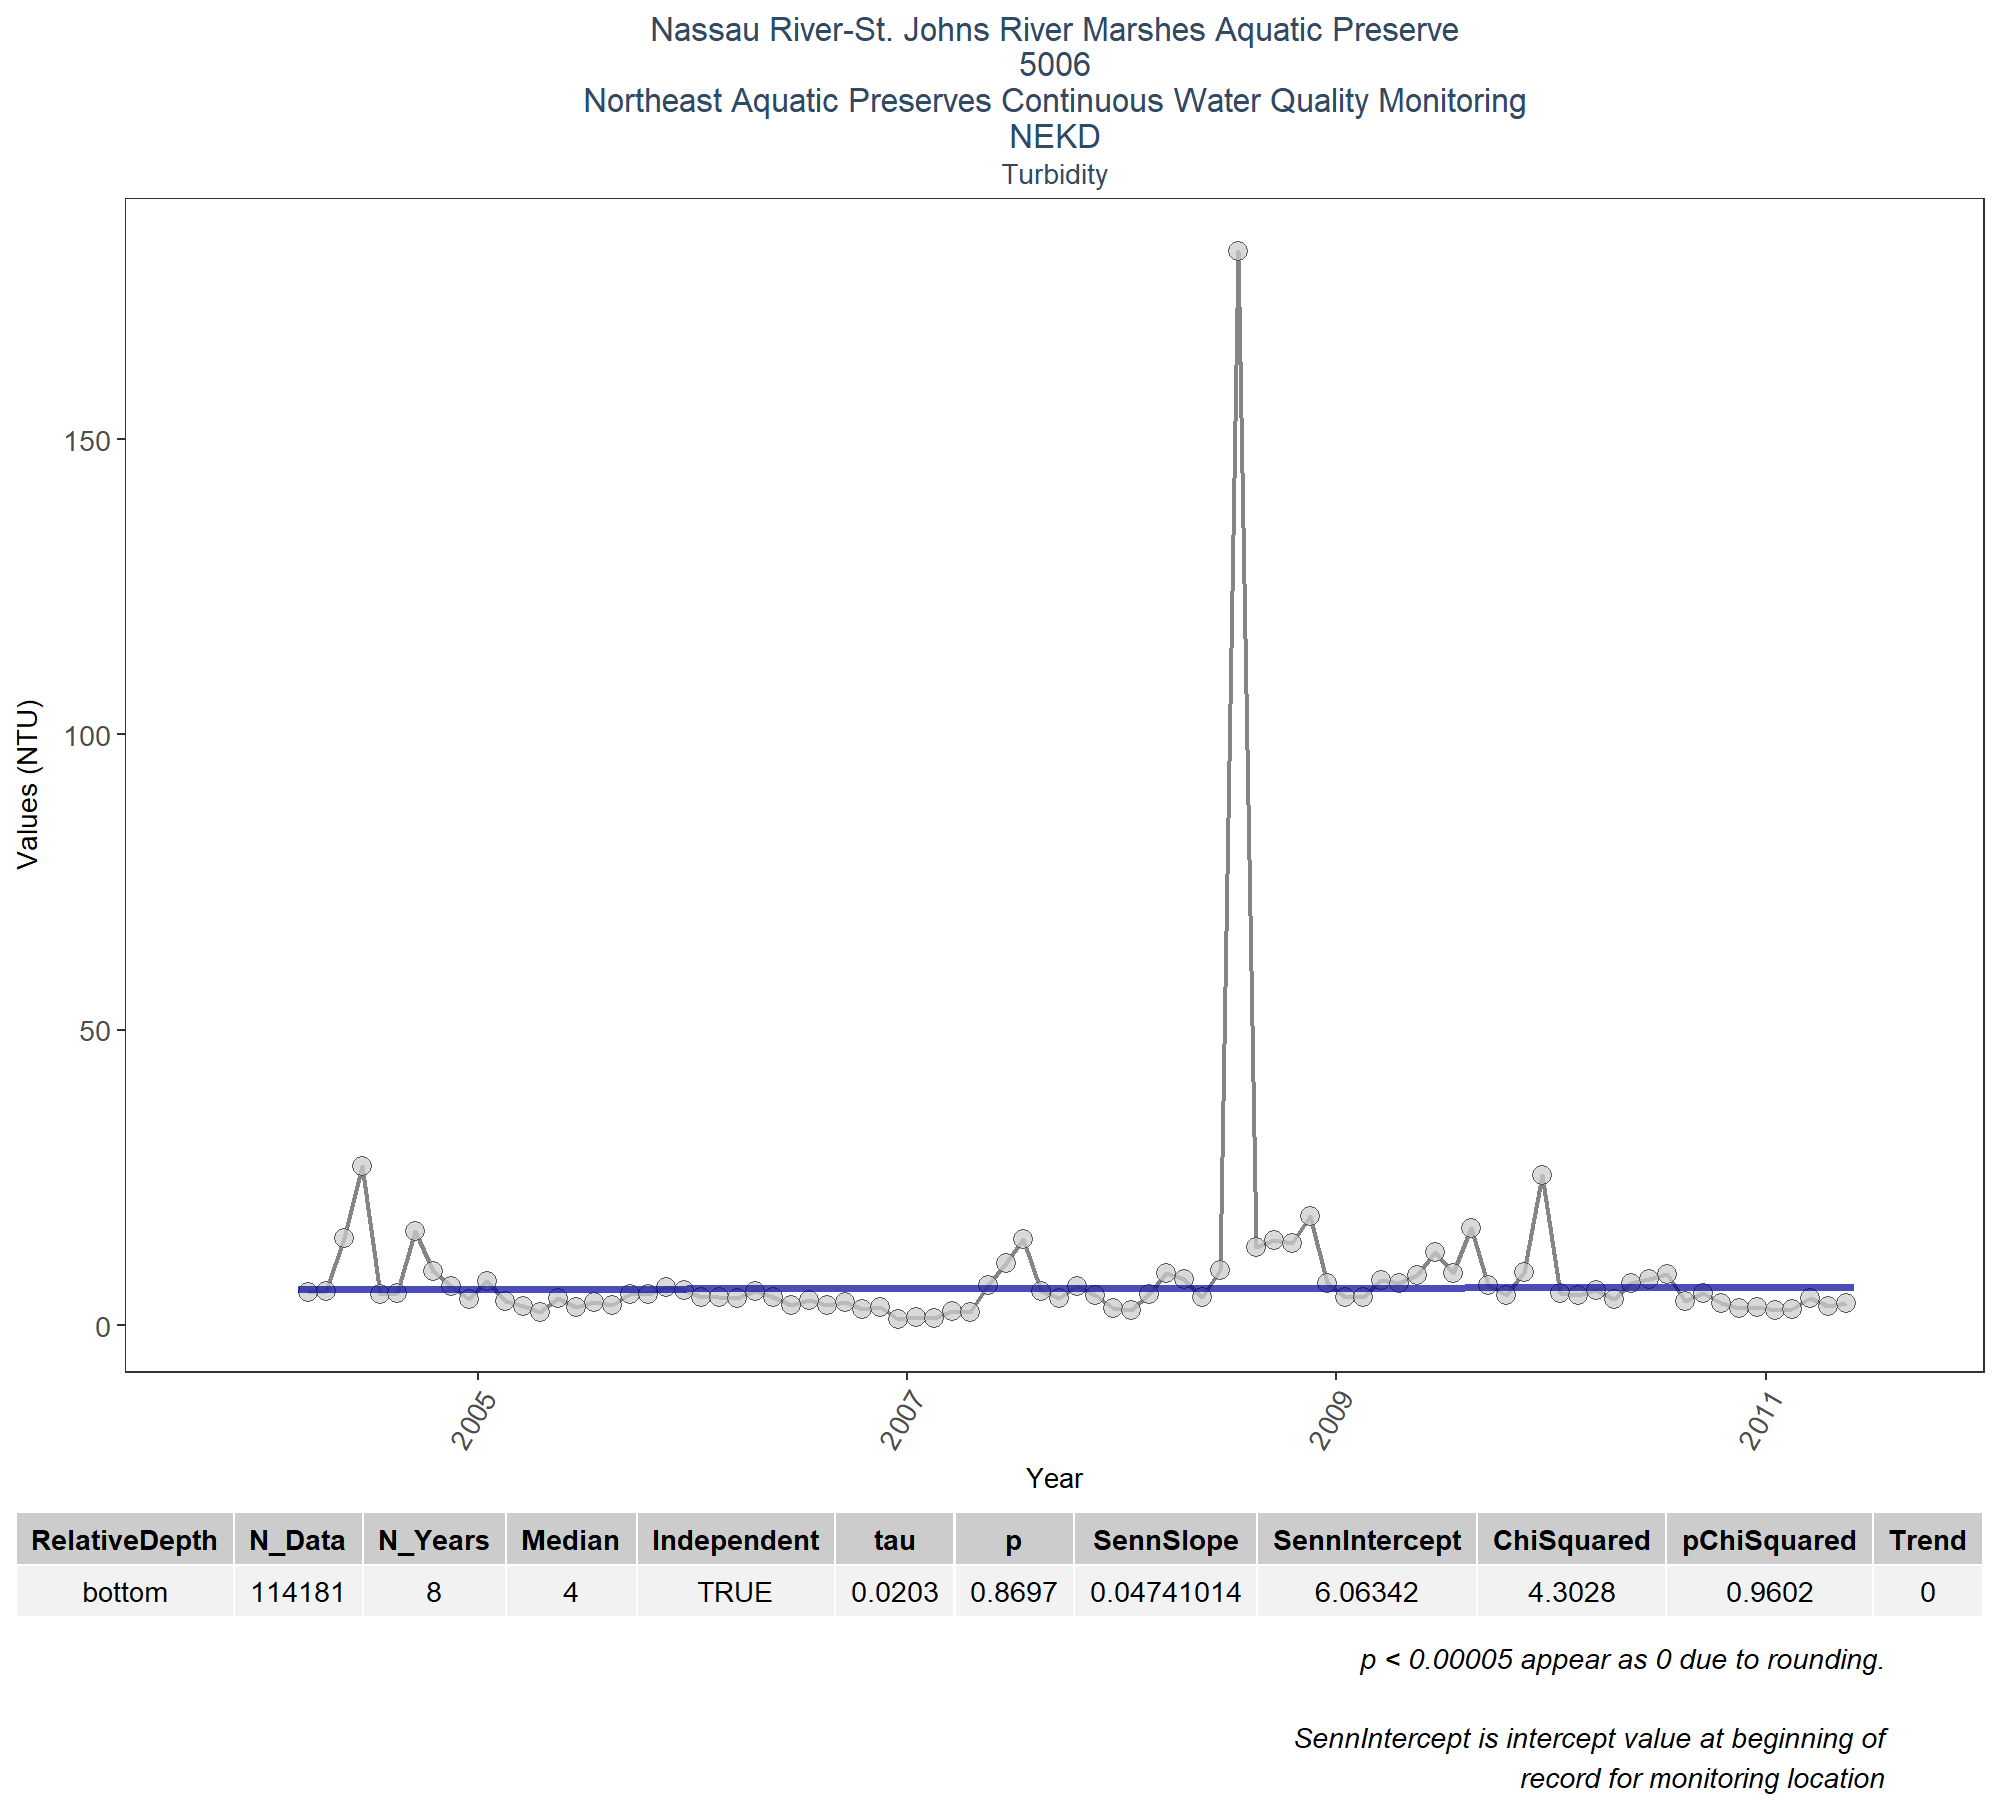 Nassau River-St. Johns River Marshes Aquatic Preserve
5006
Northeast Aquatic Preserves Continuous Water Quality Monitoring
NEKD
Turbidity
Values (NTU)
150
100
50
0
2005
2007
2009
2011
Year
RelativeDepth N_Data N_Years Median Independent tau p SennSlope SennIntercept ChiSquared pChiSquared Trend
bottom 114181 8 4 TRUE 0.0203 0.8697 0.04741014 6.06342 4.3028 0.9602 0
p < 0.00005 appear as 0 due to rounding.
SennIntercept is intercept value at beginning of
record for monitoring location